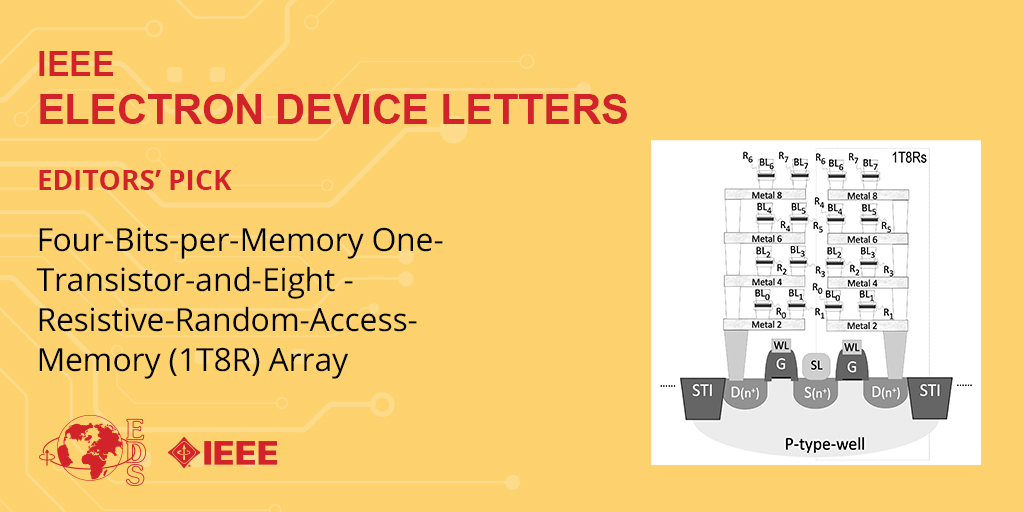 IEEE
ELECTRON DEVICE LETTERS
EDITORS’ PICK
Four-Bits-per-Memory One-
Transistor-and-Eight -
Resistive-Random-Access-
Memory (1T8R) Array
EDS
IEEE
1T8Rs
R6 BL6 R7 BL7 R6 BL6 R7 BL7
Metal 8 Metal 8
BL4 BL5 R4 BL4 BL5
R4 R5 R5
Metal 6 Metal 6
BL2 BL3 BL2 BL3
R2 R3 R2 R3
Metal 4 Metal 4
BL0 BL1 R0 BL0 BL1
R0 R1 R1
Metal 2 Metal 2
WL WL
G SL G
...... STI D(n+) S(n+) D(n+) STI ......
P-type-well